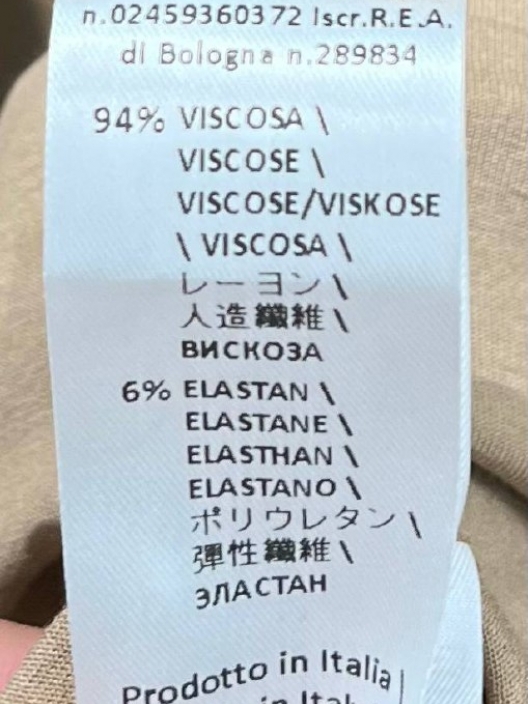 n.02459360372 Iscr.R.E.A.
di Bologna n.289834
94% VISCOSA \
VISCOSE \
VISCOSE/VISKOSE
\ VISCOSA \
レーヨン \
人造纖維 \
ВИСКОЗА
6% ELASTAN \
ELASTANE \
ELASTHAN \
ELASTANO \
ポリウレタン \
彈性纖維 \
ЭЛАСТАН
Prodotto in Italia
in